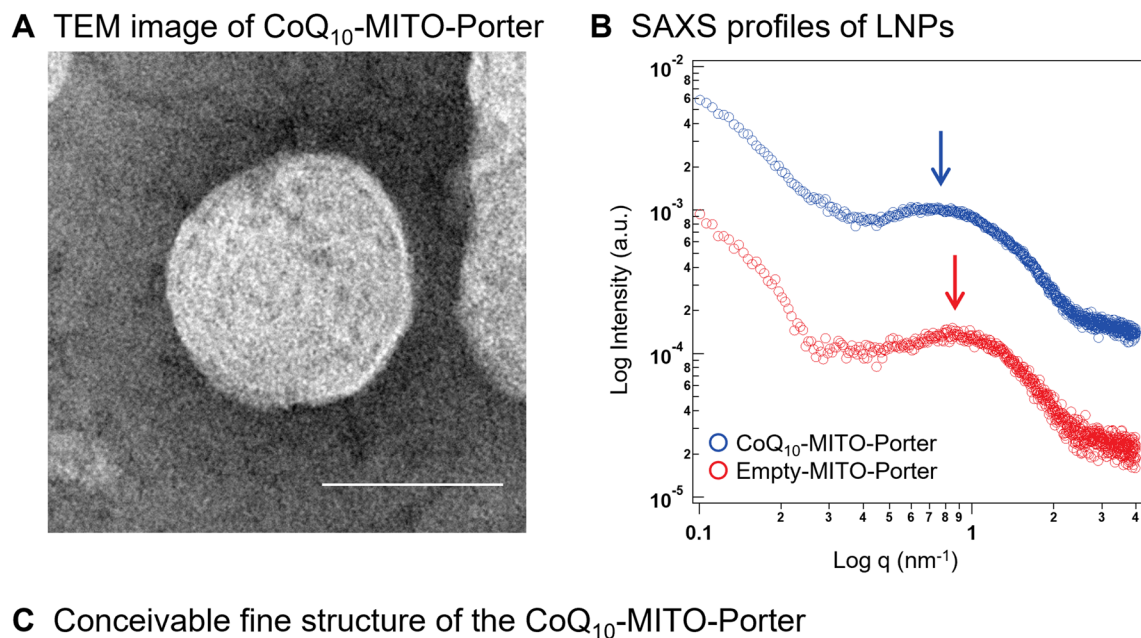 A TEM image of CoQ₁₀-MITO-Porter
B SAXS profiles of LNPs
10⁻²
8
6
4
2
10⁻³
8
6
4
2
10⁻⁴
8
6
4
2
10⁻⁵
Log Intensity (a.u.)
CoQ₁₀-MITO-Porter
Empty-MITO-Porter
0.1 2 3 4 5 6 7 8 9 1 2 3 4
Log q (nm⁻¹)
C Conceivable fine structure of the CoQ₁₀-MITO-Porter